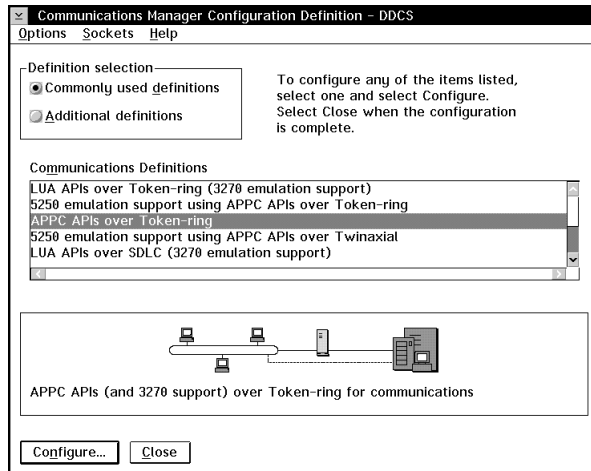 Communications Manager Configuration Definition - DDCS
Options Sockets Help
Definition selection
Commonly used definitions
Additional definitions
To configure any of the items listed,
select one and select Configure.
Select Close when the configuration
is complete.
Communications Definitions
LUA APIs over Token-ring (3270 emulation support)
5250 emulation support using APPC APIs over Token-ring
APPC APIs over Token-ring
5250 emulation support using APPC APIs over Twinaxial
LUA APIs over SDLC (3270 emulation support)
APPC APIs (and 3270 support) over Token-ring for communications
Configure... Close